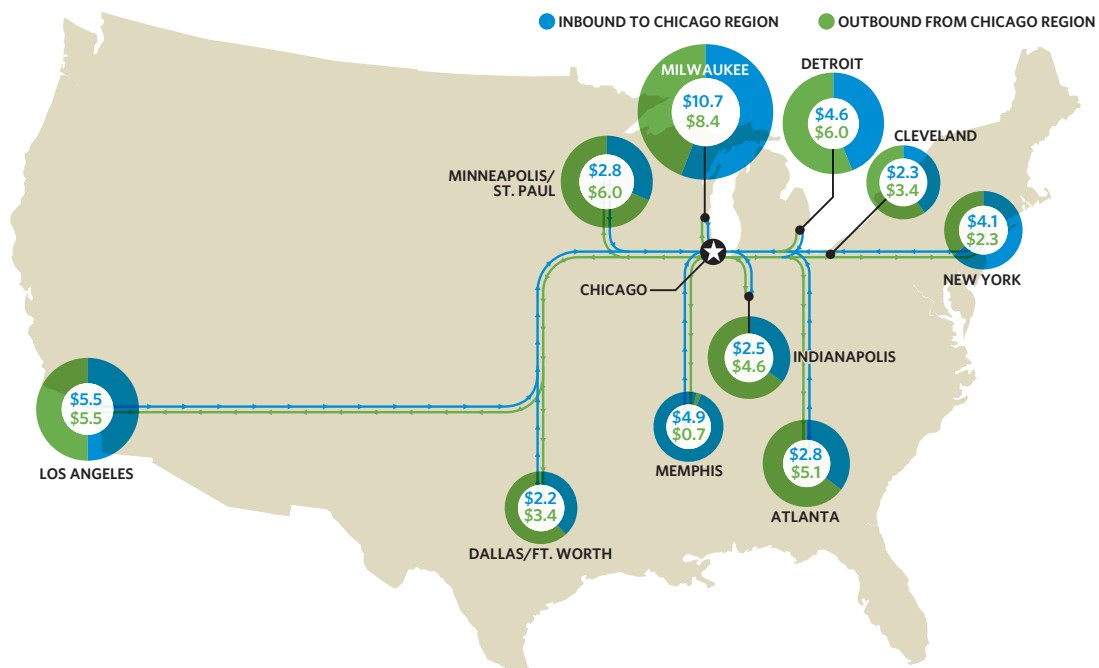 INBOUND TO CHICAGO REGION
OUTBOUND FROM CHICAGO REGION
MILWAUKEE
$10.7
$8.4
DETROIT
$4.6
$6.0
CLEVELAND
$2.3
$3.4
MINNEAPOLIS/
ST. PAUL
$2.8
$6.0
$4.1
$2.3
NEW YORK
CHICAGO
$2.5
$4.6
INDIANAPOLIS
$5.5
$5.5
LOS ANGELES
$4.9
$0.7
MEMPHIS
$2.8
$5.1
ATLANTA
$2.2
$3.4
DALLAS/FT. WORTH